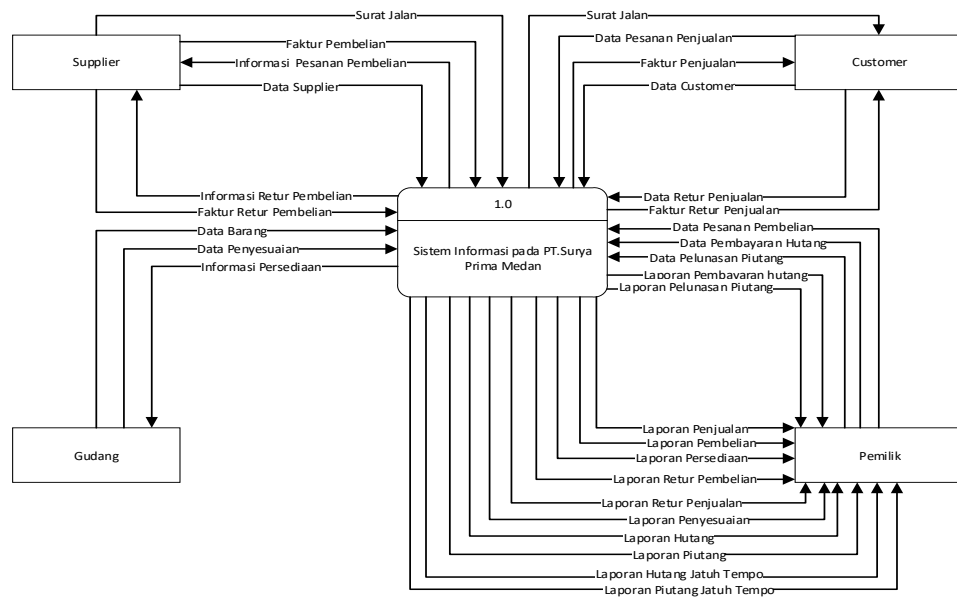 Surat Jalan
Surat Jalan
Faktur Pembelian
Data Pesanan Penjualan
Supplier
Informasi Pesanan Pembelian
Faktur Penjualan
Customer
Data Supplier
Data Customer
Informasi Retur Pembelian
Data Retur Penjualan
1.0
Faktur Retur Pembelian
Faktur Retur Penjualan
Data Barang
Data Pesanan Pembelian
Data Penyesuaian
Sistem Informasi pada PT.Surya
Prima Medan
Data Pembayaran Hutang
Informasi Persediaan
Data Pelunasan Piutang
Laporan Pembayaran hutang
Laporan Pelunasan Piutang
Laporan Penjualan
Laporan Pembelian
Gudang
Laporan Persediaan
Pemilik
Laporan Retur Pembelian
Laporan Retur Penjualan
Laporan Penyesuaian
Laporan Hutang
Laporan Piutang
Laporan Hutang Jatuh Tempo
Laporan Piutang Jatuh Tempo